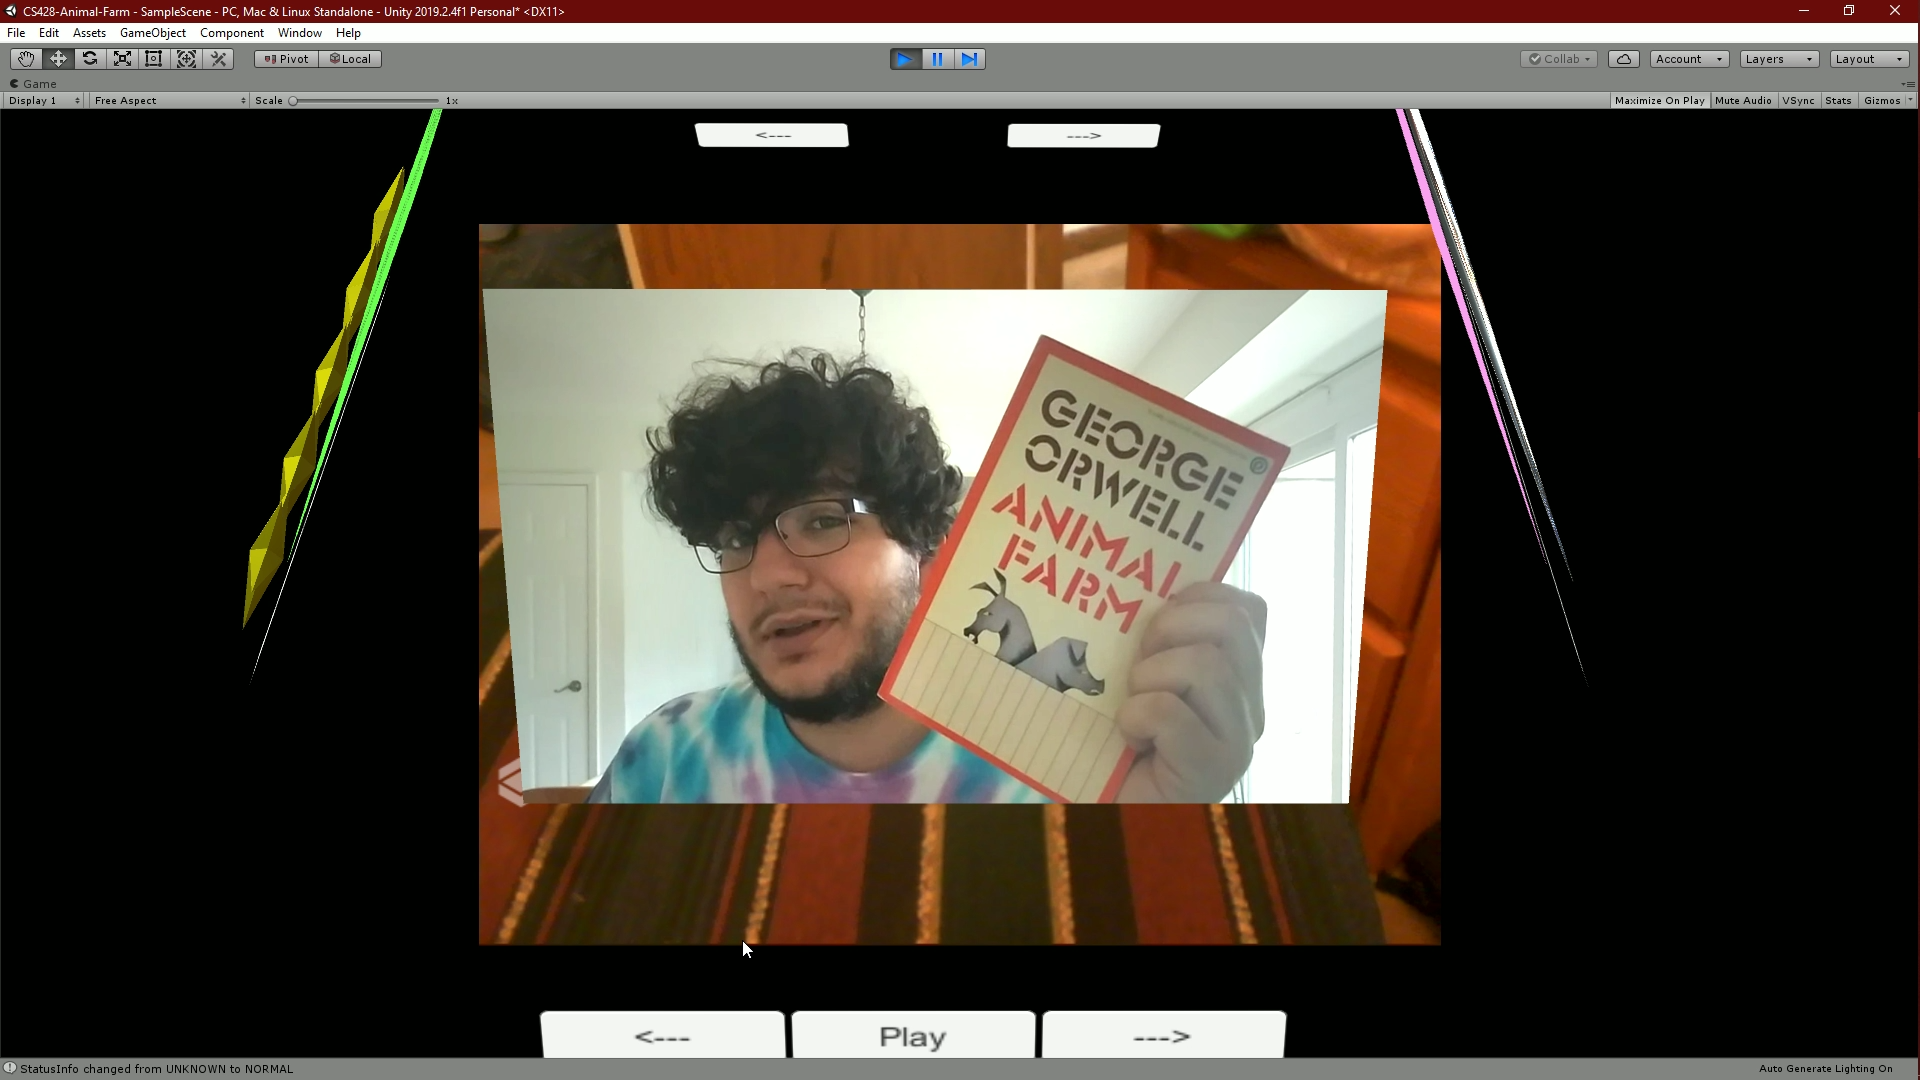 CS428-Animal-Farm - SampleScene - PC, Mac & Linux Standalone - Unity 2019.2.4f1 Personal* <DX11>
File Edit Assets GameObject Component Window Help
Pivot Local Collab Account Layers Layout
Game
Display 1 Free Aspect Scale 1x Maximize On Play Mute Audio VSync Stats Gizmos
<--- --->
GEORGE
ORWELL
ANIMAL
FARM
<--- Play --->
StatusInfo changed from UNKNOWN to NORMAL Auto Generate Lighting On